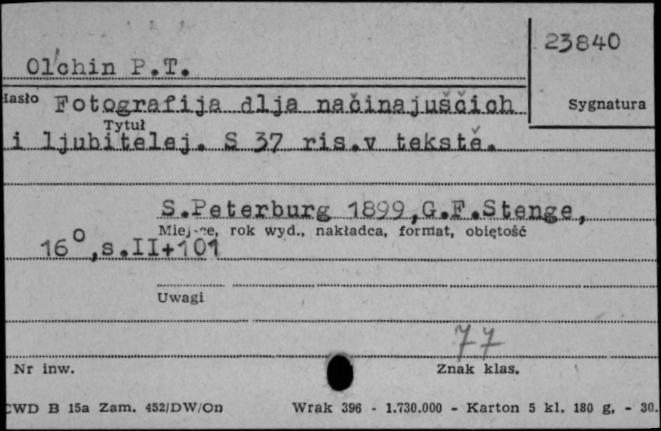 23840
Ol'chin P.T.
Hasło Fotografija dlja načinajuščich
Sygnatura
Tytuł
i ljubitelej. S 37 ris.v tekstě.
S.Peterburg 1899,G.F.Stenge,
Miejsce, rok wyd., nakładca, format, objętość
16°,s.II+101
Uwagi
77
Nr inw.
Znak klas.
CWD B 15a Zam. 452/DW/On Wrak 396 - 1.730.000 - Karton 5 kl. 180 g, - 30.